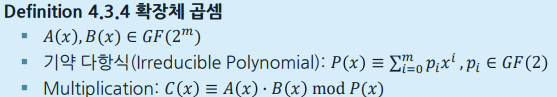 Definition 4.3.4 확장체 곱셈
▪ A(x), B(x) ∈ GF(2^m)
▪ 기약 다항식(Irreducible Polynomial): P(x) ≡ ∑_{i=0}^{m} p_i x^i , p_i ∈ GF(2)
▪ Multiplication: C(x) ≡ A(x) · B(x) mod P(x)